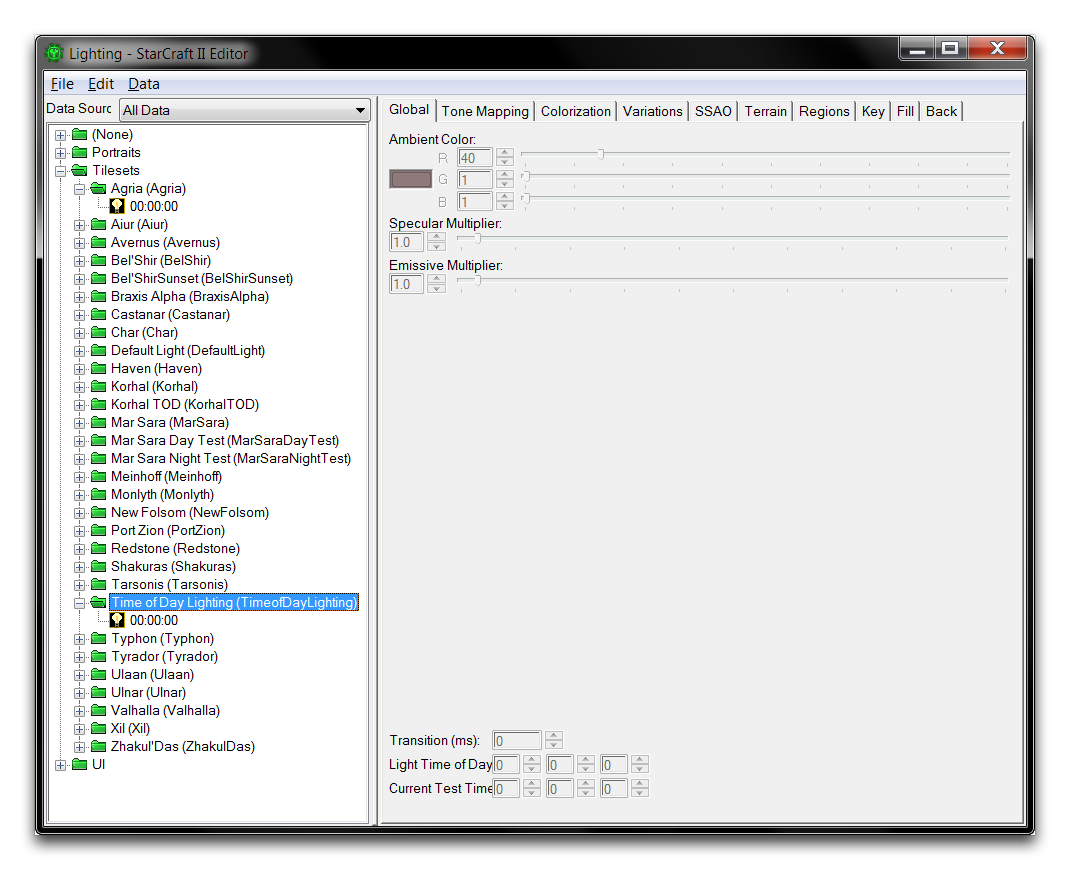 Lighting - StarCraft II Editor
File Edit Data
Data Sourc All Data
(None)
Portraits
Tilesets
Agria (Agria)
00:00:00
Aiur (Aiur)
Avernus (Avernus)
Bel'Shir (BelShir)
Bel'ShirSunset (BelShirSunset)
Braxis Alpha (BraxisAlpha)
Castanar (Castanar)
Char (Char)
Default Light (DefaultLight)
Haven (Haven)
Korhal (Korhal)
Korhal TOD (KorhalTOD)
Mar Sara (MarSara)
Mar Sara Day Test (MarSaraDayTest)
Mar Sara Night Test (MarSaraNightTest)
Meinhoff (Meinhoff)
Monlyth (Monlyth)
New Folsom (NewFolsom)
Port Zion (PortZion)
Redstone (Redstone)
Shakuras (Shakuras)
Tarsonis (Tarsonis)
Time of Day Lighting (TimeofDayLighting)
00:00:00
Typhon (Typhon)
Tyrador (Tyrador)
Ulaan (Ulaan)
Ulnar (Ulnar)
Valhalla (Valhalla)
Xil (Xil)
Zhakul'Das (ZhakulDas)
UI
Global Tone Mapping Colorization Variations SSAO Terrain Regions Key Fill Back
Ambient Color:
R 40
G 1
B 1
Specular Multiplier:
1.0
Emissive Multiplier:
1.0
Transition (ms): 0
Light Time of Day 0 0 0
Current Test Time 0 0 0